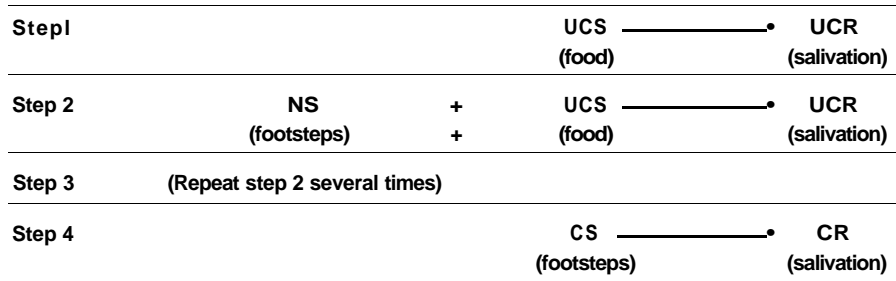 StepI UCS UCR
(food) (salivation)
Step 2 NS + UCS UCR
(footsteps) + (food) (salivation)
Step 3 (Repeat step 2 several times)
Step 4 CS CR
(footsteps) (salivation)